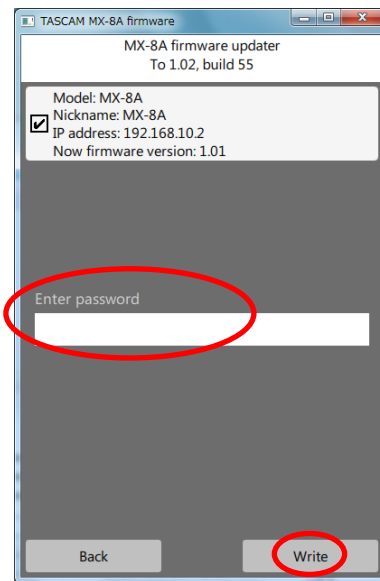 TASCAM MX-8A firmware
MX-8A firmware updater
To 1.02, build 55
Model: MX-8A
Nickname: MX-8A
IP address: 192.168.10.2
Now firmware version: 1.01
Enter password
Back
Write